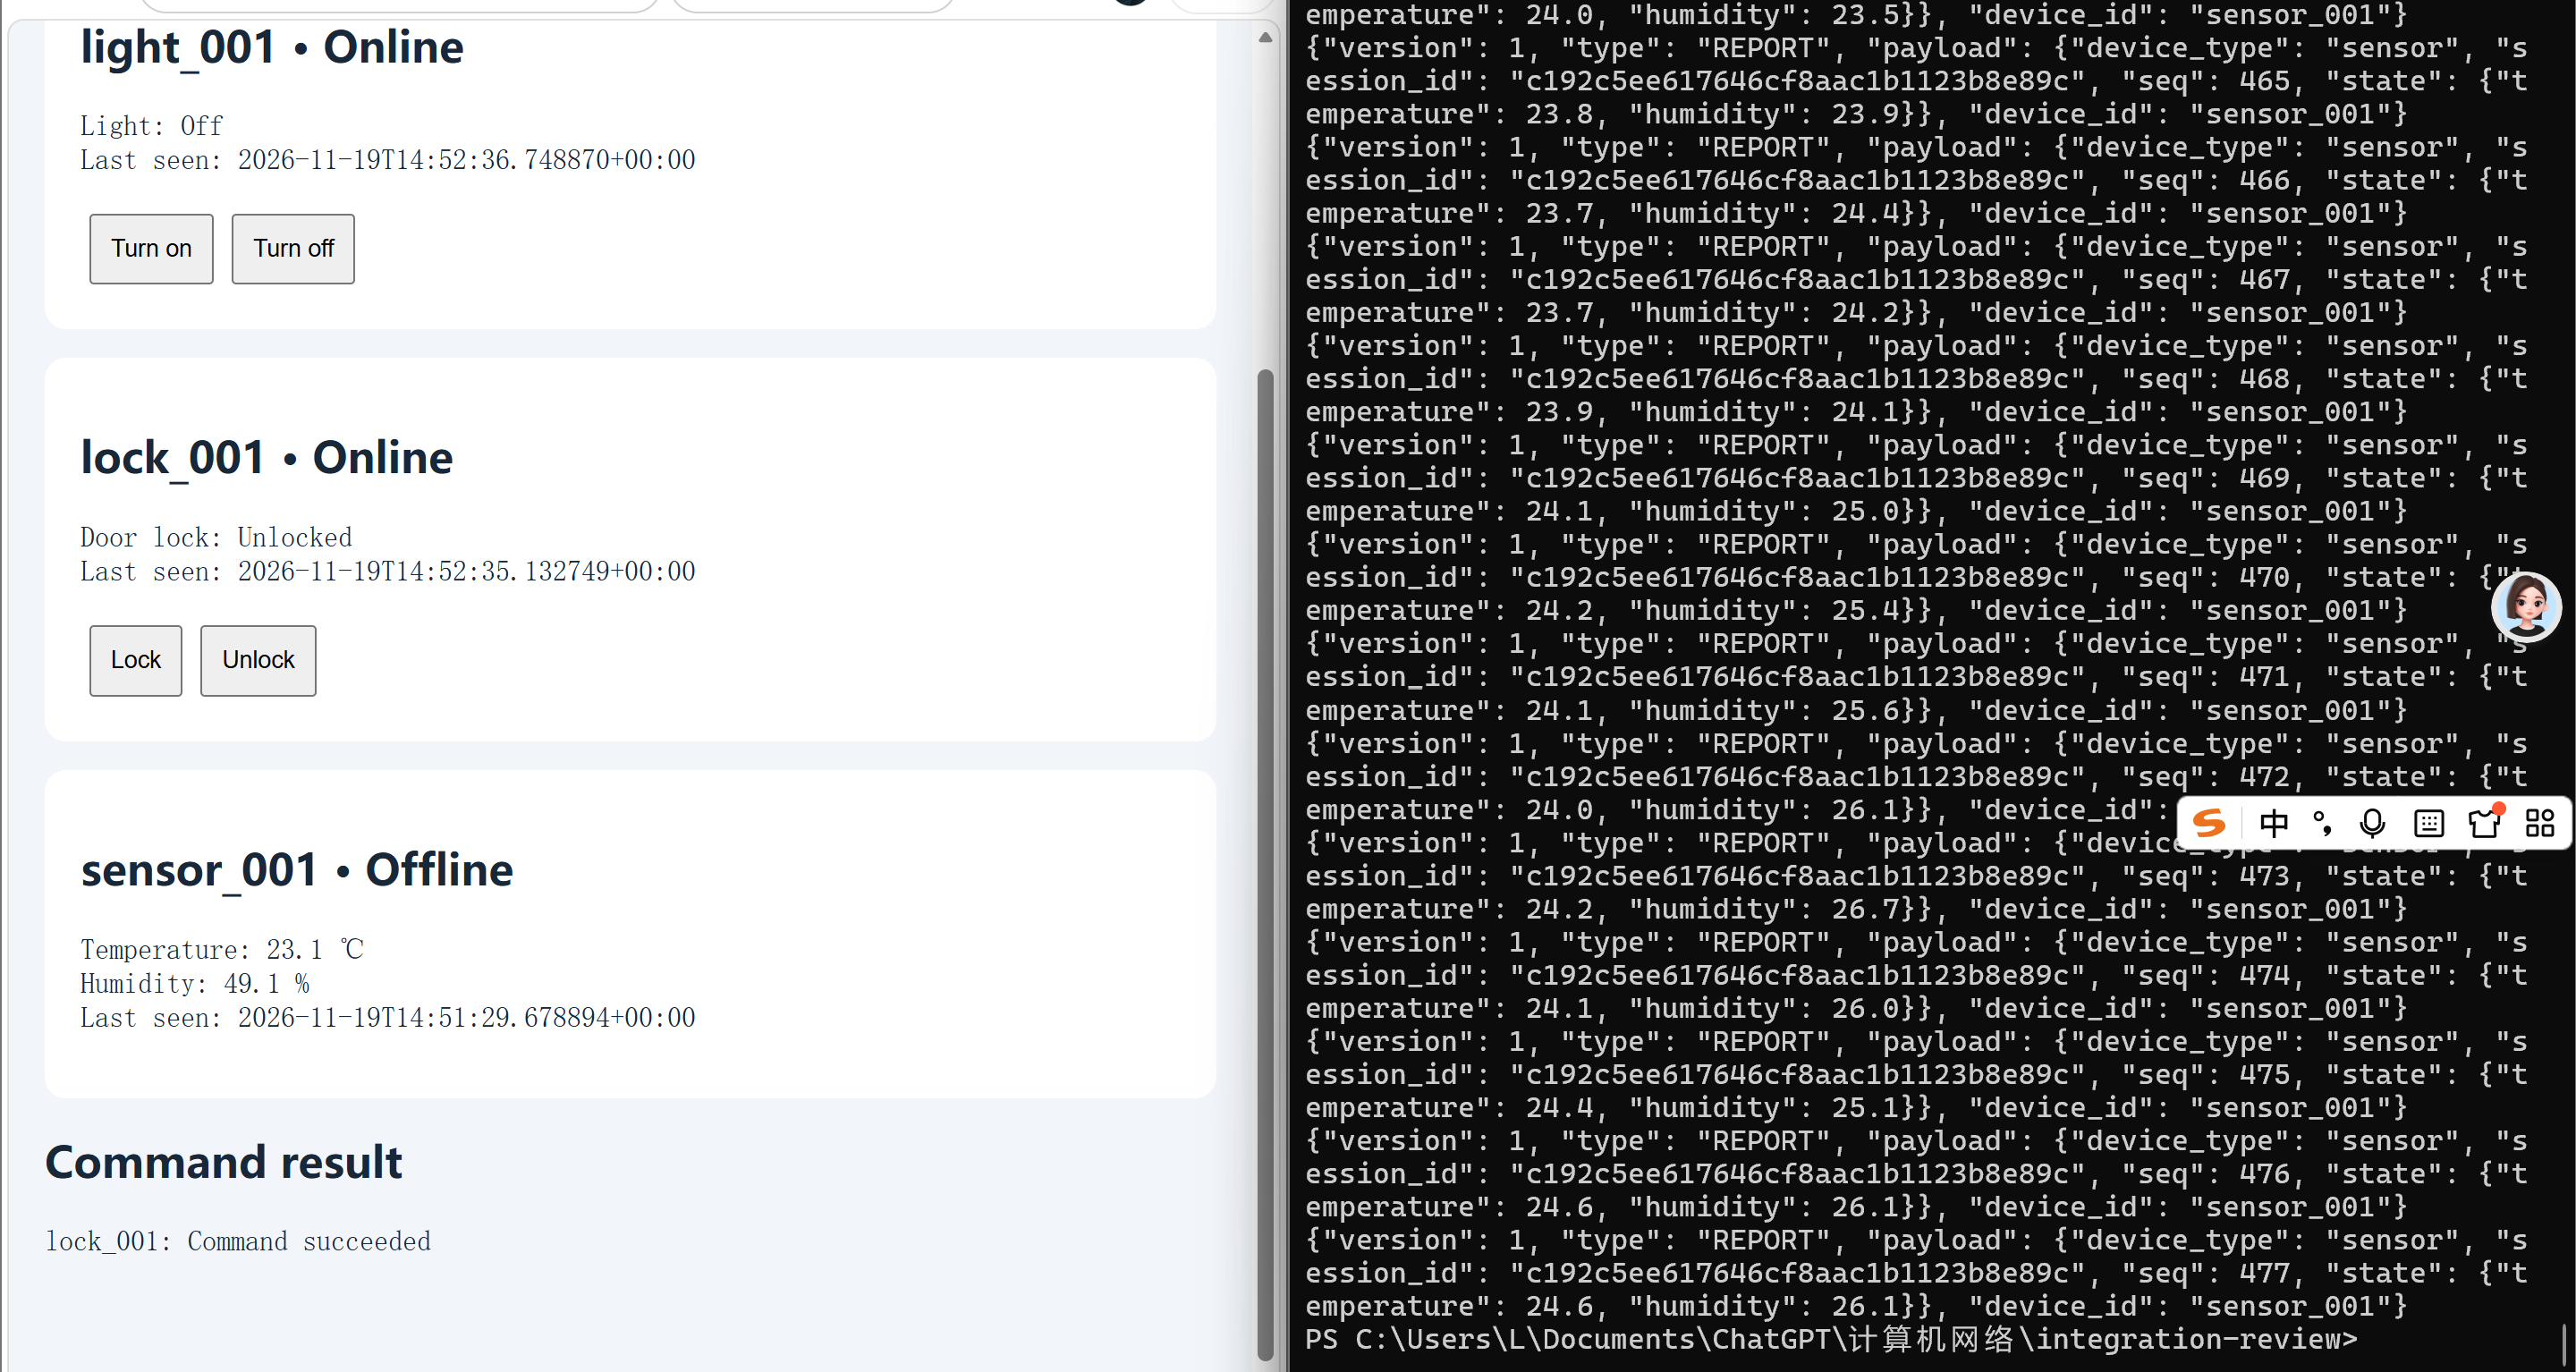 light_001 • Online
Light: Off
Last seen: 2026-11-19T14:52:36.748870+00:00
Turn on
Turn off
lock_001 • Online
Door lock: Unlocked
Last seen: 2026-11-19T14:52:35.132749+00:00
Lock
Unlock
sensor_001 • Offline
Temperature: 23.1 ℃
Humidity: 49.1 %
Last seen: 2026-11-19T14:51:29.678894+00:00
Command result
lock_001: Command succeeded
emperature": 24.0, "humidity": 23.5}}, "device_id": "sensor_001"}
{"version": 1, "type": "REPORT", "payload": {"device_type": "sensor", "s
ession_id": "c192c5ee617646cf8aac1b1123b8e89c", "seq": 465, "state": {"t
emperature": 23.8, "humidity": 23.9}}, "device_id": "sensor_001"}
{"version": 1, "type": "REPORT", "payload": {"device_type": "sensor", "s
ession_id": "c192c5ee617646cf8aac1b1123b8e89c", "seq": 466, "state": {"t
emperature": 23.7, "humidity": 24.4}}, "device_id": "sensor_001"}
{"version": 1, "type": "REPORT", "payload": {"device_type": "sensor", "s
ession_id": "c192c5ee617646cf8aac1b1123b8e89c", "seq": 467, "state": {"t
emperature": 23.7, "humidity": 24.2}}, "device_id": "sensor_001"}
{"version": 1, "type": "REPORT", "payload": {"device_type": "sensor", "s
ession_id": "c192c5ee617646cf8aac1b1123b8e89c", "seq": 468, "state": {"t
emperature": 23.9, "humidity": 24.1}}, "device_id": "sensor_001"}
{"version": 1, "type": "REPORT", "payload": {"device_type": "sensor", "s
ession_id": "c192c5ee617646cf8aac1b1123b8e89c", "seq": 469, "state": {"t
emperature": 24.1, "humidity": 25.0}}, "device_id": "sensor_001"}
{"version": 1, "type": "REPORT", "payload": {"device_type": "sensor", "s
ession_id": "c192c5ee617646cf8aac1b1123b8e89c", "seq": 470, "state": {"t
emperature": 24.2, "humidity": 25.4}}, "device_id": "sensor_001"}
{"version": 1, "type": "REPORT", "payload": {"device_type": "sensor", "s
ession_id": "c192c5ee617646cf8aac1b1123b8e89c", "seq": 471, "state": {"t
emperature": 24.1, "humidity": 25.6}}, "device_id": "sensor_001"}
{"version": 1, "type": "REPORT", "payload": {"device_type": "sensor", "s
ession_id": "c192c5ee617646cf8aac1b1123b8e89c", "seq": 472, "state": {"t
emperature": 24.0, "humidity": 26.1}}, "device_id":
中
{"version": 1, "type": "REPORT", "payload": {"device_type": "sensor", "s
ession_id": "c192c5ee617646cf8aac1b1123b8e89c", "seq": 473, "state": {"t
emperature": 24.2, "humidity": 26.7}}, "device_id": "sensor_001"}
{"version": 1, "type": "REPORT", "payload": {"device_type": "sensor", "s
ession_id": "c192c5ee617646cf8aac1b1123b8e89c", "seq": 474, "state": {"t
emperature": 24.1, "humidity": 26.0}}, "device_id": "sensor_001"}
{"version": 1, "type": "REPORT", "payload": {"device_type": "sensor", "s
ession_id": "c192c5ee617646cf8aac1b1123b8e89c", "seq": 475, "state": {"t
emperature": 24.4, "humidity": 25.1}}, "device_id": "sensor_001"}
{"version": 1, "type": "REPORT", "payload": {"device_type": "sensor", "s
ession_id": "c192c5ee617646cf8aac1b1123b8e89c", "seq": 476, "state": {"t
emperature": 24.6, "humidity": 26.1}}, "device_id": "sensor_001"}
{"version": 1, "type": "REPORT", "payload": {"device_type": "sensor", "s
ession_id": "c192c5ee617646cf8aac1b1123b8e89c", "seq": 477, "state": {"t
emperature": 24.6, "humidity": 26.1}}, "device_id": "sensor_001"}
PS C:\Users\L\Documents\ChatGPT\计算机网络\integration-review>